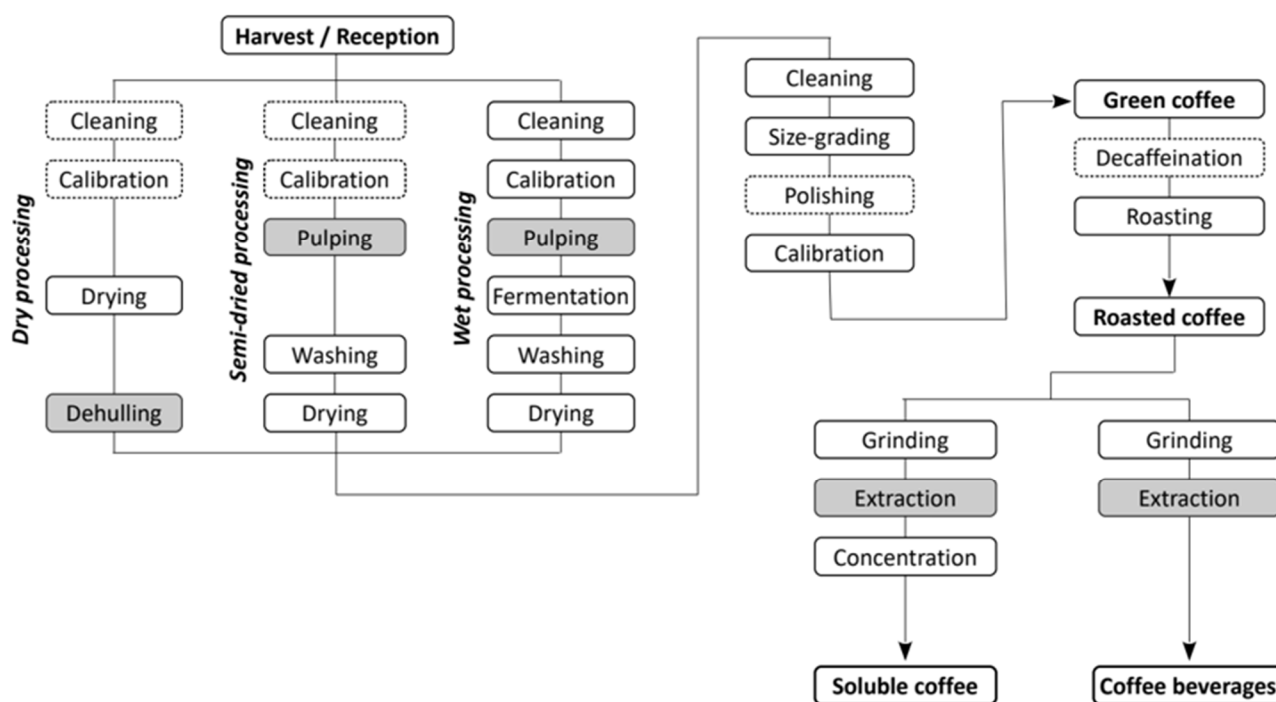 Harvest / Reception
Dry processing
Cleaning
Calibration
Drying
Dehulling
Semi-dried processing
Cleaning
Calibration
Pulping
Washing
Drying
Wet processing
Cleaning
Calibration
Pulping
Fermentation
Washing
Drying
Cleaning
Size-grading
Polishing
Calibration
Green coffee
Decaffeination
Roasting
Roasted coffee
Grinding
Extraction
Concentration
Soluble coffee
Grinding
Extraction
Coffee beverages